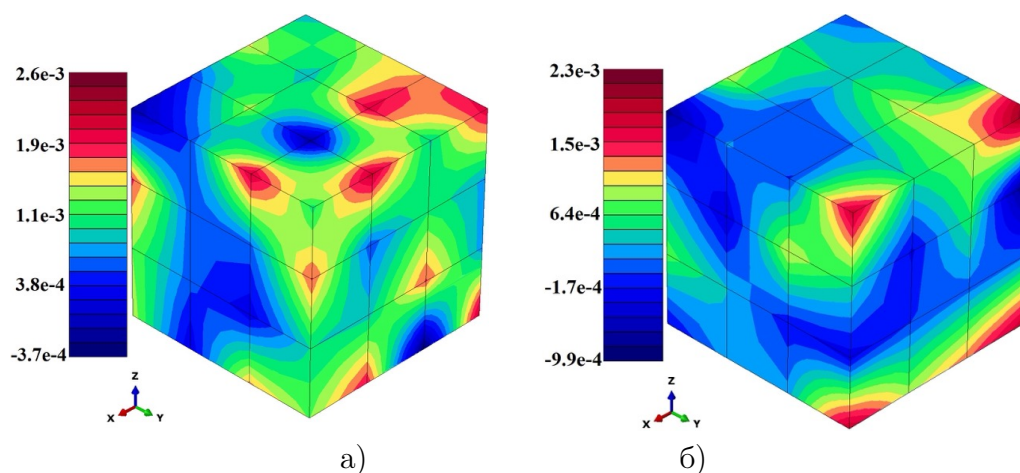 2.6e-3
1.9e-3
1.1e-3
3.8e-4
-3.7e-4
Z
X
Y
а)
2.3e-3
1.5e-3
6.4e-4
-1.7e-4
-9.9e-4
Z
X
Y
б)